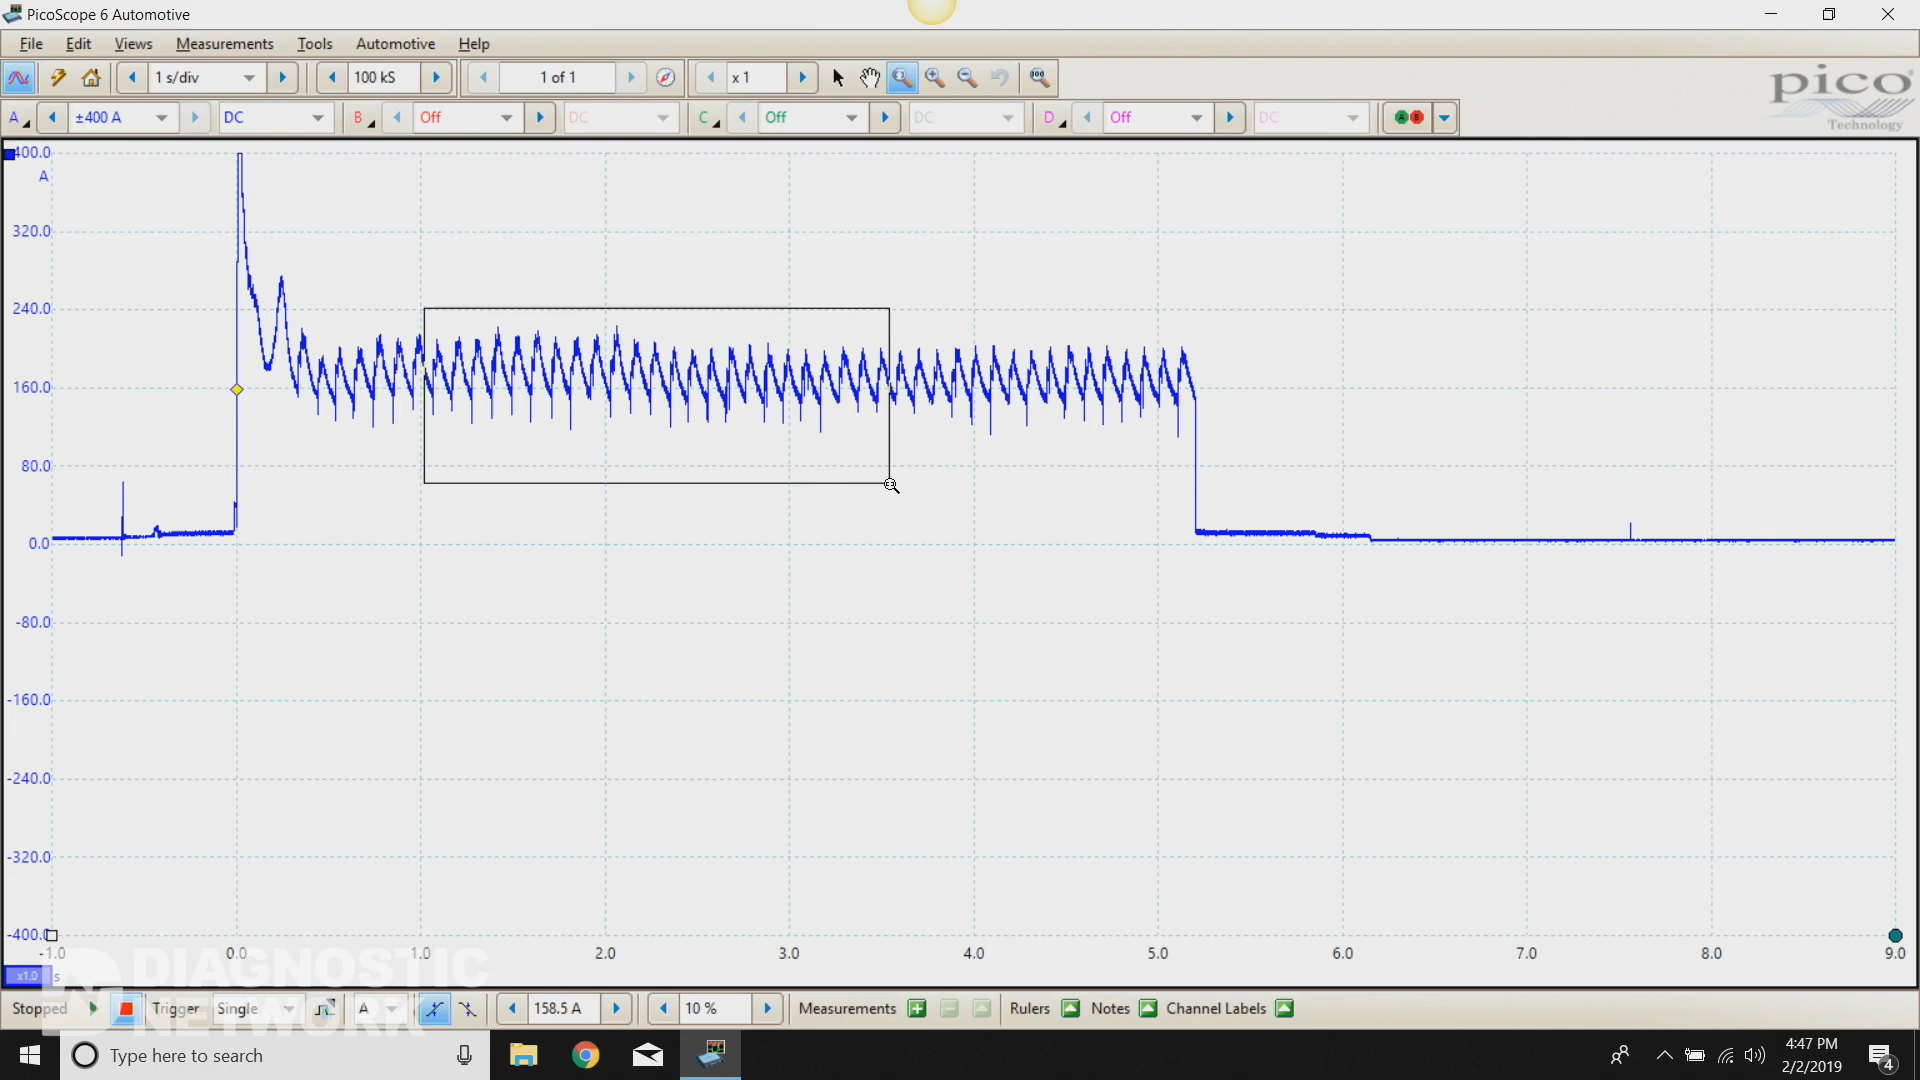 PicoScope 6 Automotive
File Edit Views Measurements Tools Automotive Help
1 s/div 100 kS 1 of 1 x 1
pico
Technology
A ±400 A DC B Off DC C Off DC D Off DC A B
400.0
A
320.0
240.0
160.0
80.0
0.0
-80.0
-160.0
-240.0
-320.0
-400.0
-1.0 0.0 1.0 2.0 3.0 4.0 5.0 6.0 7.0 8.0 9.0
x1.0 s
DIAGNOSTIC
NETWORK
Stopped Trigger Single A 158.5 A 10 % Measurements Rulers Notes Channel Labels
Type here to search
4:47 PM
2/2/2019
4